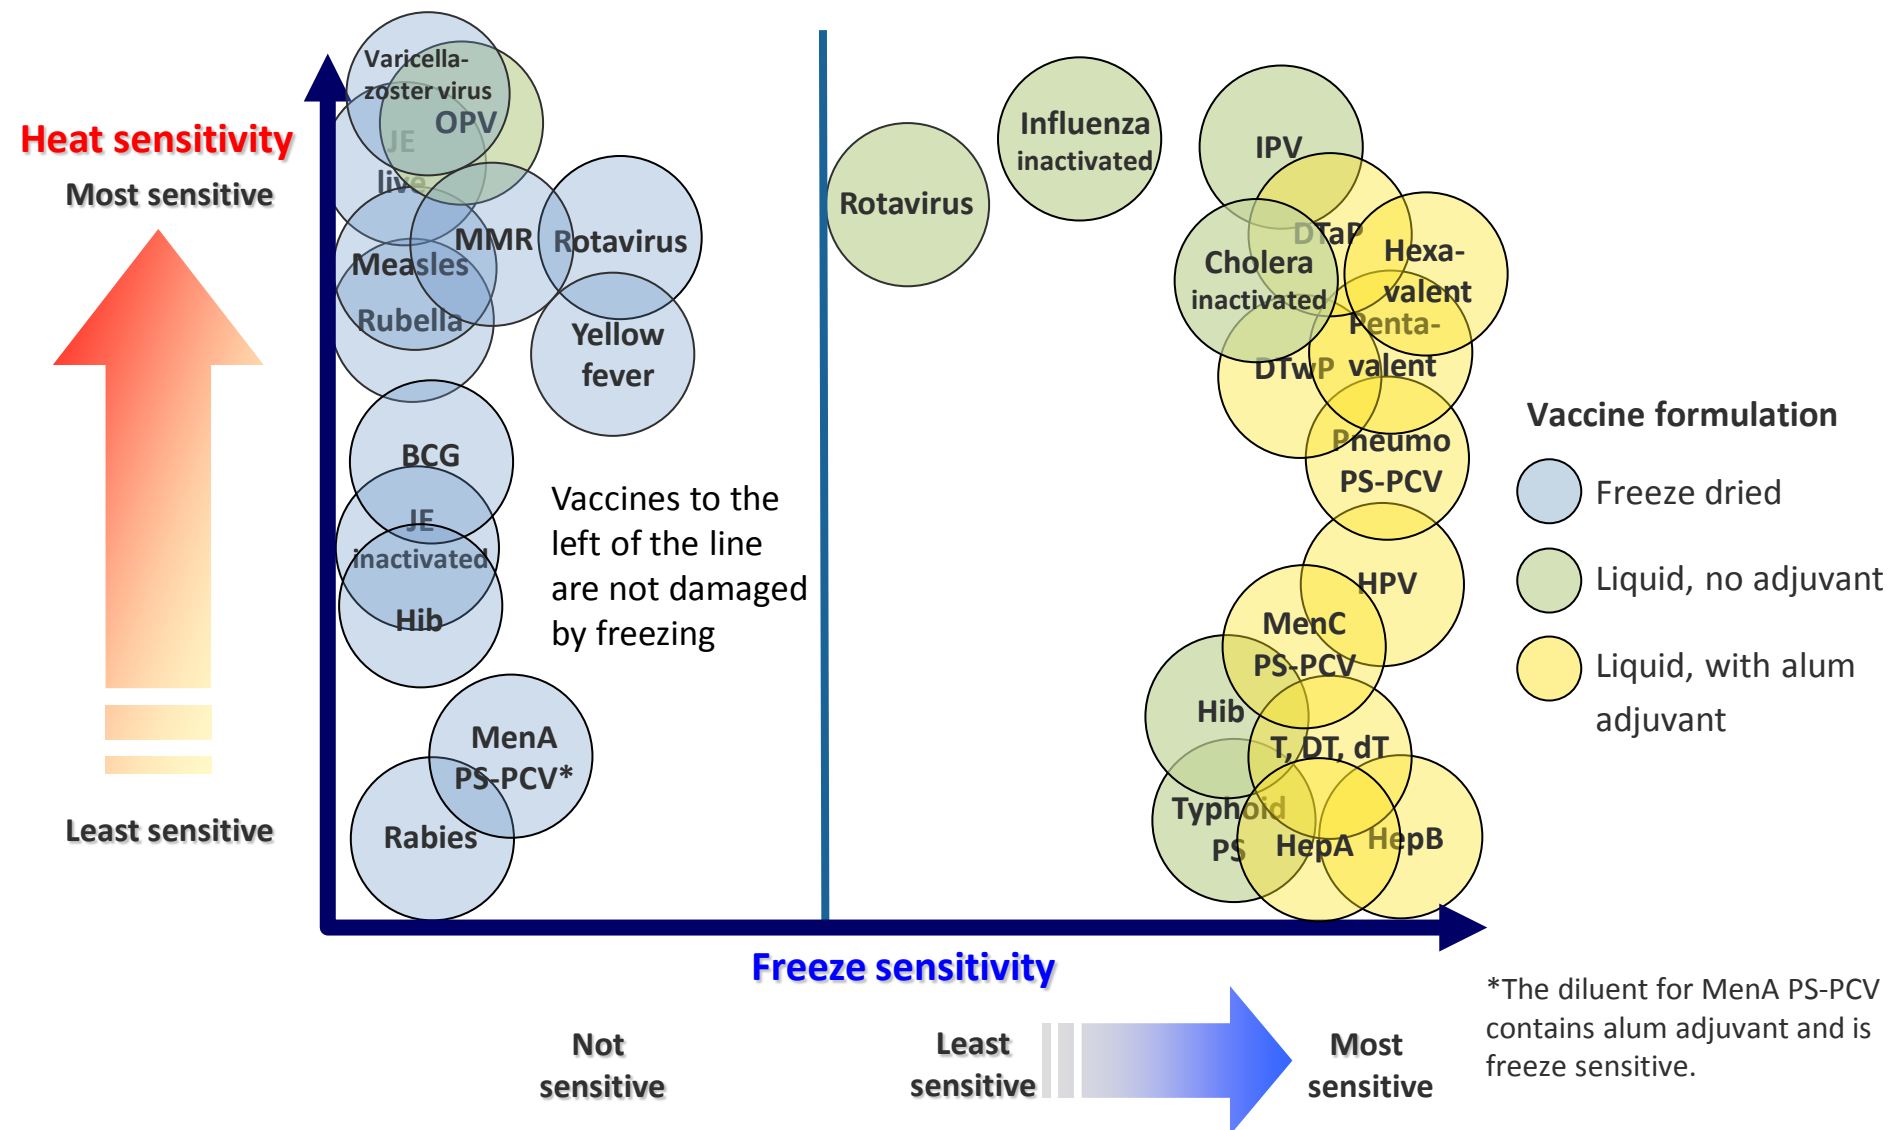 Heat sensitivity
Most sensitive
Least sensitive
Varicella-
zoster virus
OPV
JE
live
MMR
Rotavirus
Measles
Rubella
Yellow
fever
BCG
JE
inactivated
Hib
MenA
PS-PCV*
Rabies
Vaccines to the
left of the line
are not damaged
by freezing
Rotavirus
Influenza
inactivated
IPV
DTaP
Cholera
inactivated
Hexa-
valent
Penta-
valent
DTwP
Pneumo
PS-PCV
HPV
MenC
PS-PCV
Hib
T, DT, dT
Typhoid
PS
HepA
HepB
Vaccine formulation
Freeze dried
Liquid, no adjuvant
Liquid, with alum
adjuvant
Freeze sensitivity
Not
sensitive
Least
sensitive
Most
sensitive
*The diluent for MenA PS-PCV
contains alum adjuvant and is
freeze sensitive.